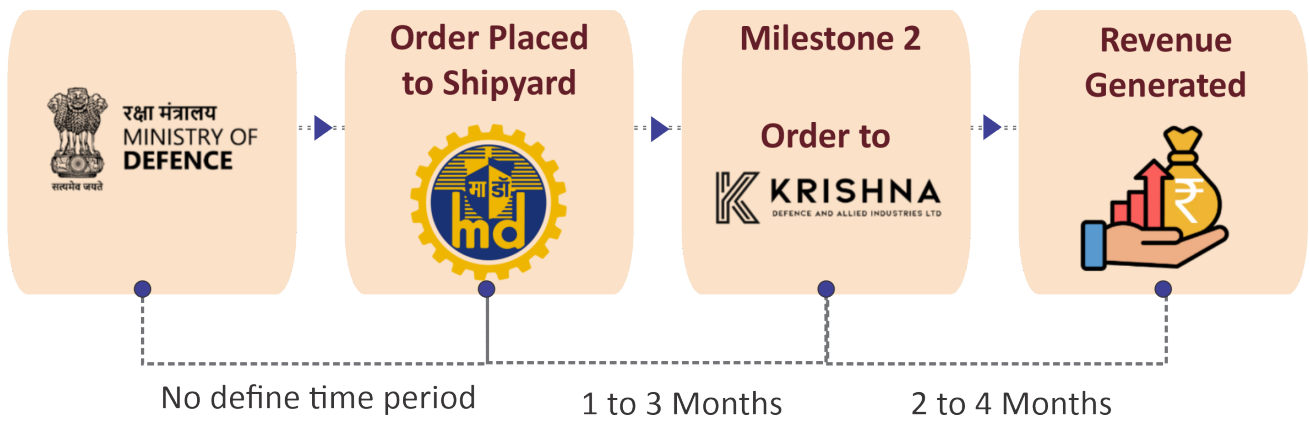 रक्षा मंत्रालय
MINISTRY OF
DEFENCE
सत्यमेव जयते
Order Placed
to Shipyard
मा डॉ
md
Milestone 2
Order to
KRISHNA
DEFENCE AND ALLIED INDUSTRIES LTD
Revenue
Generated
₹
No define time period
1 to 3 Months
2 to 4 Months